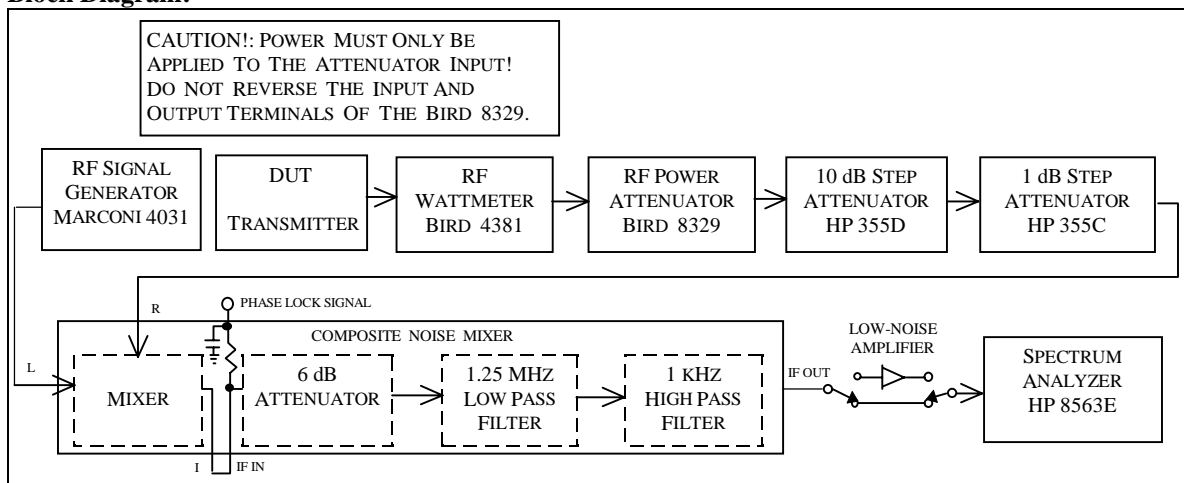 Block Diagram:
CAUTION!: POWER MUST ONLY BE
APPLIED TO THE ATTENUATOR INPUT!
DO NOT REVERSE THE INPUT AND
OUTPUT TERMINALS OF THE BIRD 8329.
RF SIGNAL
GENERATOR
MARCONI 4031
DUT
TRANSMITTER
RF
WATTMETER
BIRD 4381
RF POWER
ATTENUATOR
BIRD 8329
10 dB STEP
ATTENUATOR
HP 355D
1 dB STEP
ATTENUATOR
HP 355C
R
PHASE LOCK SIGNAL
COMPOSITE NOISE MIXER
L
MIXER
6 dB
ATTENUATOR
1.25 MHZ
LOW PASS
FILTER
1 KHZ
HIGH PASS
FILTER
I
IF IN
IF OUT
LOW-NOISE
AMPLIFIER
SPECTRUM
ANALYZER
HP 8563E